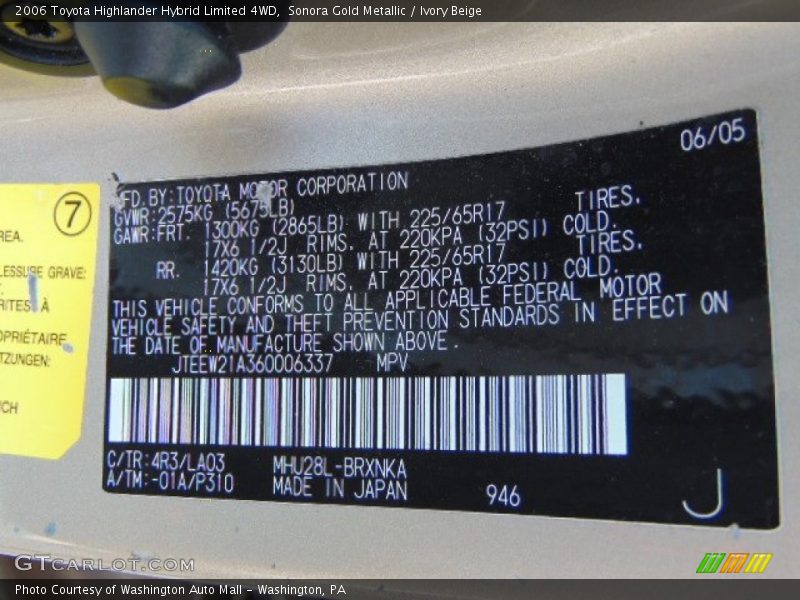 2006 Toyota Highlander Hybrid Limited 4WD,  Sonora Gold Metallic / Ivory Beige
7
REA.
LESSURE GRAVE:
RITES À
OPRIÉTAIRE
TZUNGEN:
CH
06/05
MFD.BY:TOYOTA MOTOR CORPORATION
GVWR:2575KG (5675LB)
GAWR:FRT. 1300KG (2865LB) WITH 225/65R17 TIRES,
17X6 1/2J RIMS, AT 220KPA (32PSI) COLD.
RR. 1420KG (3130LB) WITH 225/65R17 TIRES,
17X6 1/2J RIMS, AT 220KPA (32PSI) COLD.
THIS VEHICLE CONFORMS TO ALL APPLICABLE FEDERAL MOTOR
VEHICLE SAFETY AND THEFT PREVENTION STANDARDS IN EFFECT ON
THE DATE OF MANUFACTURE SHOWN ABOVE.
JTEEW21A360006337 MPV
C/TR:4R3/LA03 MHU28L-BRXNKA
A/TM:-01A/P310 MADE IN JAPAN 946 J
GTCARLOT.COM
Photo Courtesy of Washington Auto Mall - Washington, PA